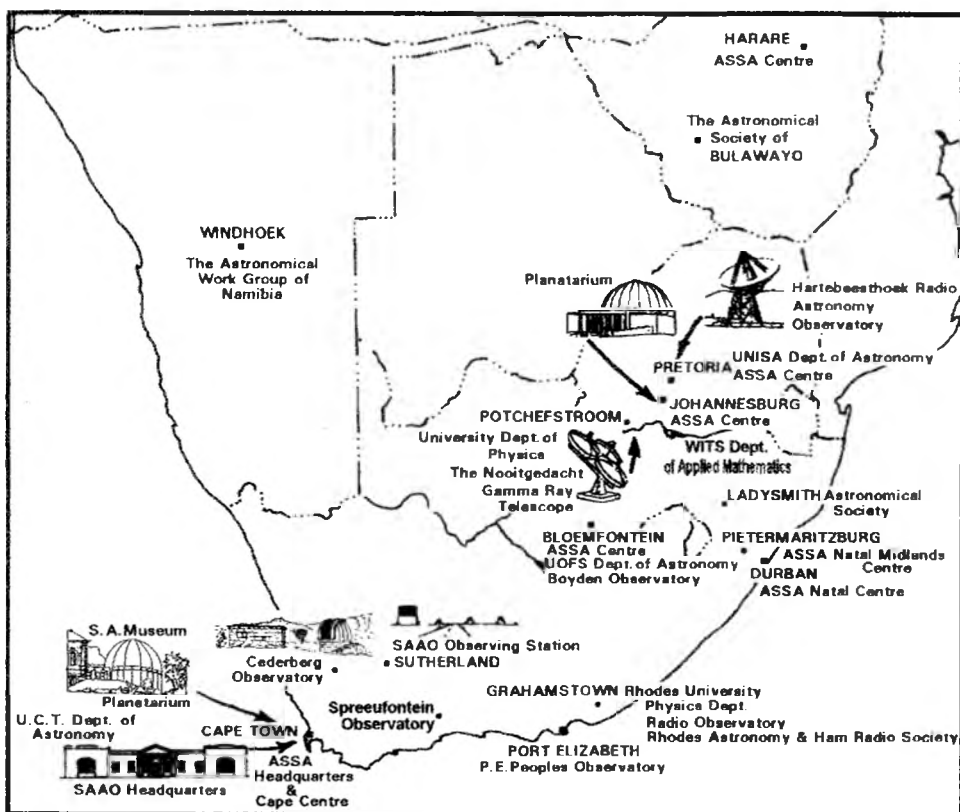 HARARE
ASSA Centre
The Astronomical
Society of
BULAWAYO
WINDHOEK
The Astronomical
Work Group of
Namibia
Planatarium
Hartebeesthoek Radio
Astronomy
Observatory
UNISA Dept. of Astronomy
PRETORIA ASSA Centre
JOHANNESBURG
ASSA Centre
POTCHEFSTROOM
University Dept. of
Physics
The Nooitgedacht
Gamma Ray
Telescope
WITS Dept.
of Applied Mathematics
LADYSMITH Astronomical
Society
BLOEMFONTEIN
ASSA Centre
UOFS Dept. of Astronomy
Boyden Observatory
PIETERMARITZBURG
ASSA Natal Midlands
Centre
DURBAN
ASSA Natal Centre
S.A. Museum
Planetarium
Cederberg
Observatory
SAAO Observing Station
SUTHERLAND
U.C.T. Dept. of
Astronomy
CAPE TOWN
SAAO Headquarters
ASSA
Headquarters
&
Cape Centre
Spreeufontein
Observatory
GRAHAMSTOWN Rhodes University
Physics Dept.
Radio Observatory
Rhodes Astronomy & Ham Radio Society
PORT ELIZABETH
P.E. Peoples Observatory